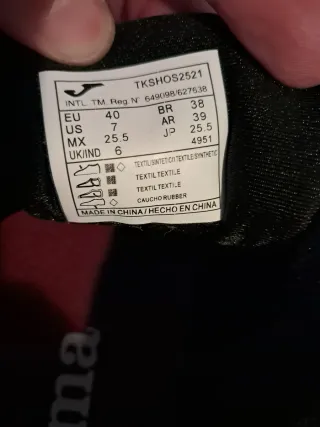 TKSHOS2521
INTL. TM. Reg. N° 649098/627638
EU 40 BR 38
US 7 AR 39
MX 25.5 JP 25.5
UK/IND 6 4951
TEXTIL/SINTETICO/TEXTILE/SYNTHETIC
TEXTIL/TEXTILE
TEXTIL/TEXTILE
CAUCHO/RUBBER
MADE IN CHINA / HECHO EN CHINA
ma